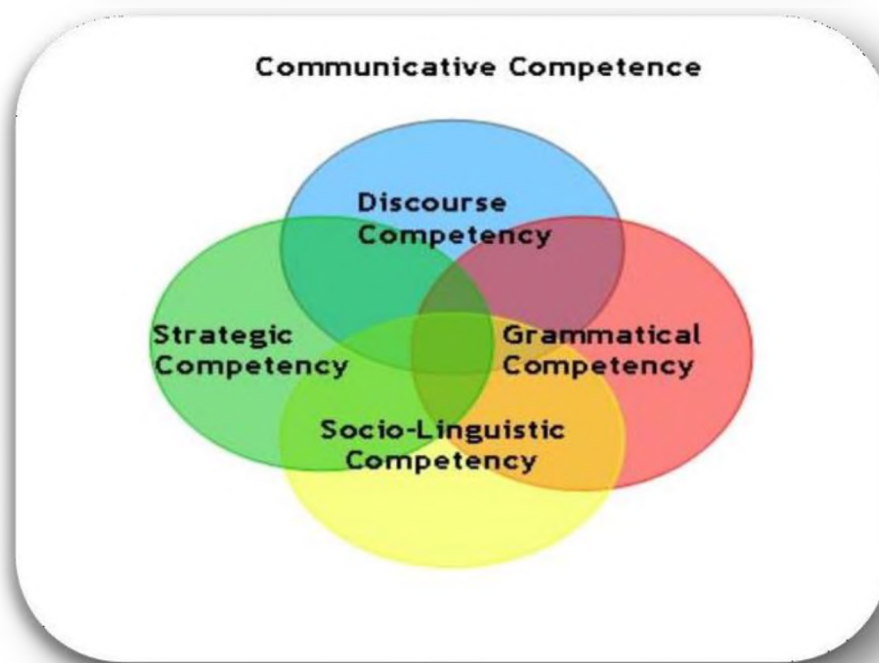 Communicative Competence
Discourse
Competency
Strategic
Competency
Grammatical
Competency
Socio-Linguistic
Competency